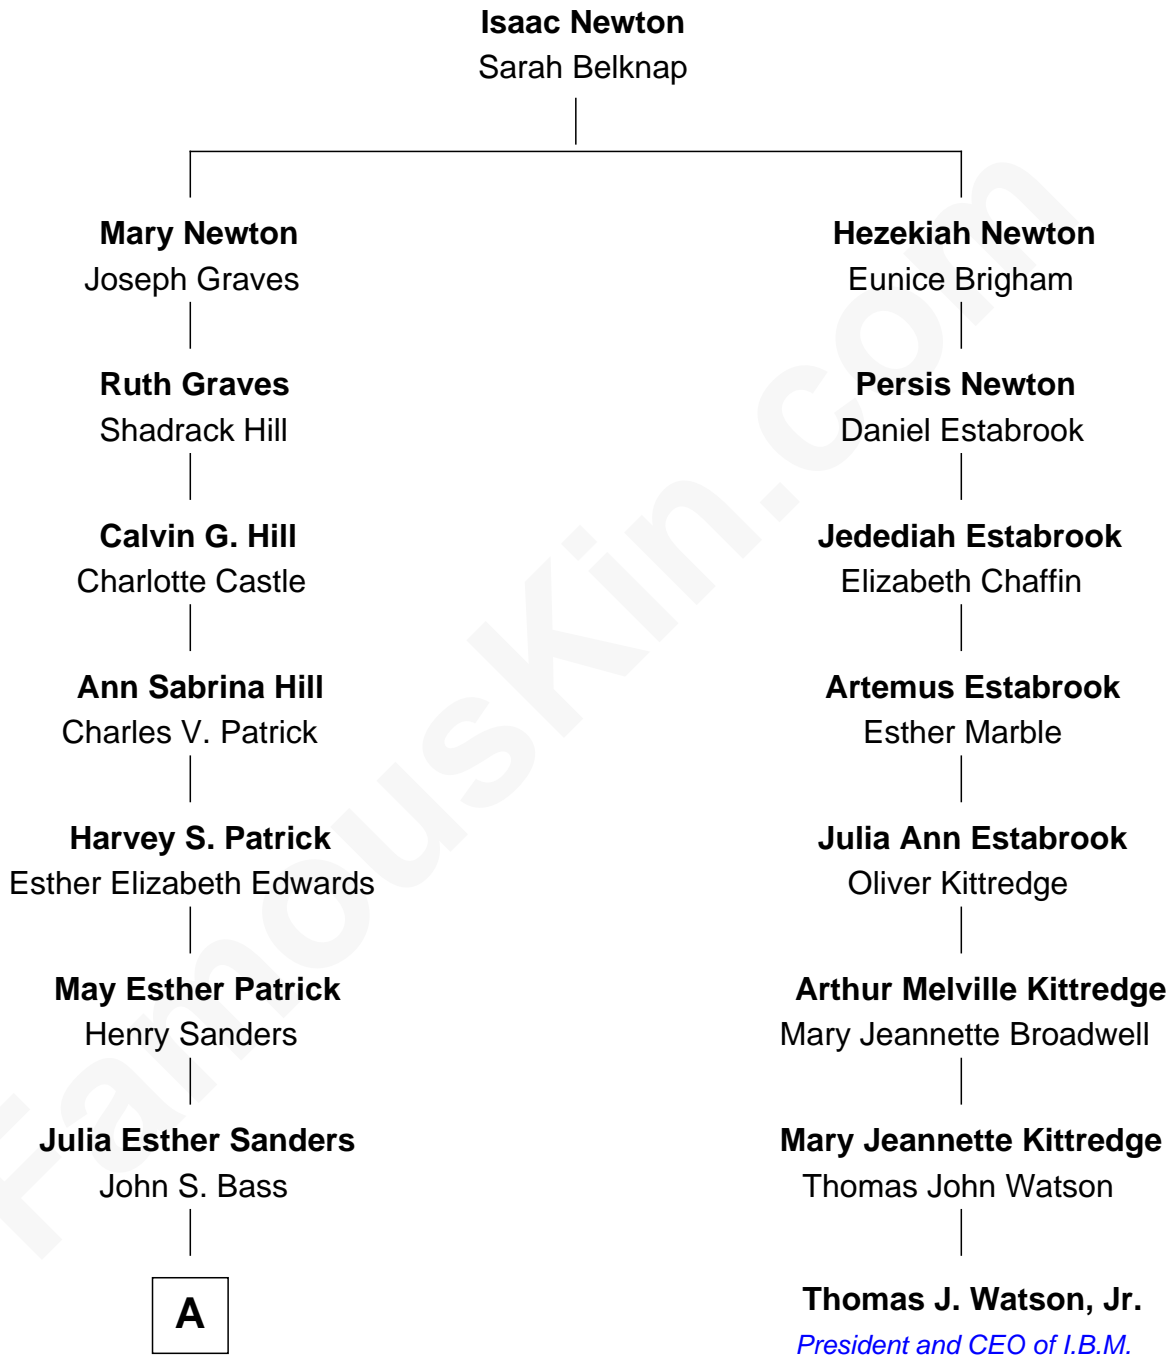 Isaac Newton
Sarah Belknap
Mary Newton
Joseph Graves
Ruth Graves
Shadrack Hill
Calvin G. Hill
Charlotte Castle
Ann Sabrina Hill
Charles V. Patrick
Harvey S. Patrick
Esther Elizabeth Edwards
May Esther Patrick
Henry Sanders
Julia Esther Sanders
John S. Bass
A
Hezekiah Newton
Eunice Brigham
Persis Newton
Daniel Estabrook
Jedediah Estabrook
Elizabeth Chaffin
Artemus Estabrook
Esther Marble
Julia Ann Estabrook
Oliver Kittredge
Arthur Melville Kittredge
Mary Jeannette Broadwell
Mary Jeannette Kittredge
Thomas John Watson
Thomas J. Watson, Jr.
President and CEO of I.B.M.
FamousKin.com